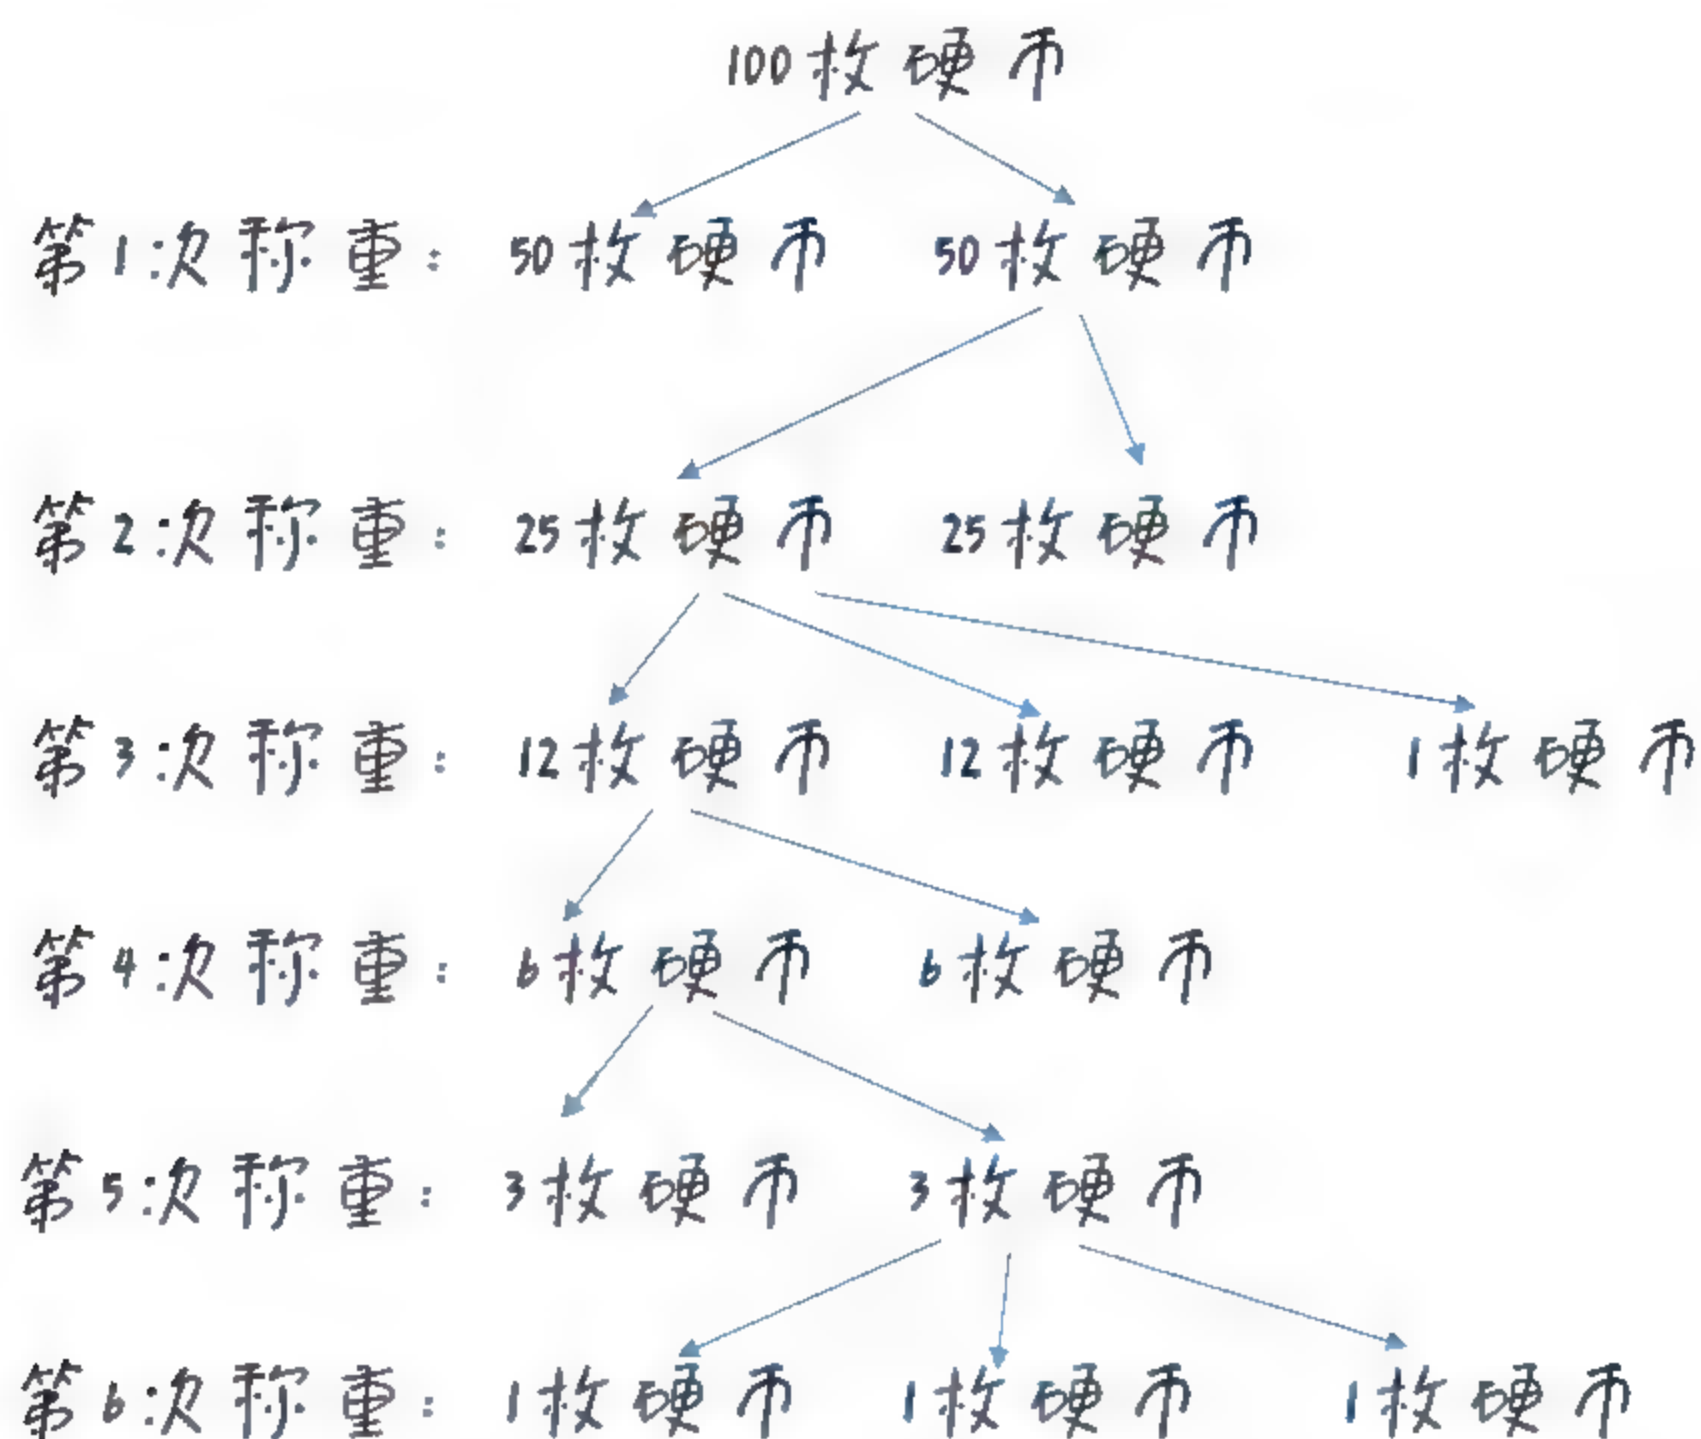 100枚硬币
第1次称重: 50枚硬币 50枚硬币
第2次称重: 25枚硬币 25枚硬币
第3次称重: 12枚硬币 12枚硬币 1枚硬币
第4次称重: 6枚硬币 6枚硬币
第5次称重: 3枚硬币 3枚硬币
第6次称重: 1枚硬币 1枚硬币 1枚硬币